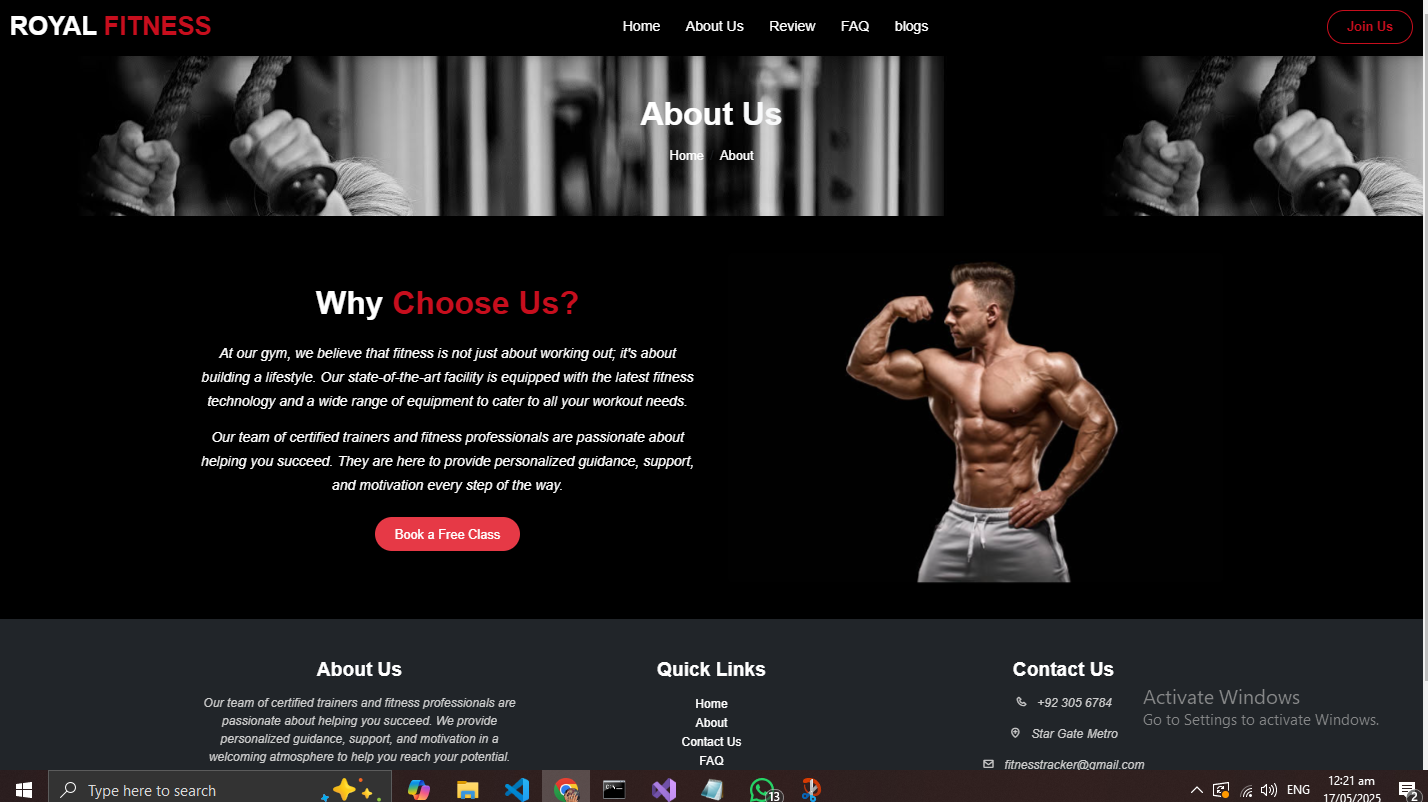 ROYAL FITNESS
Home About Us Review FAQ blogs
Join Us
About Us
Home / About
Why Choose Us?
At our gym, we believe that fitness is not just about working out; it's about
building a lifestyle. Our state-of-the-art facility is equipped with the latest fitness
technology and a wide range of equipment to cater to all your workout needs.
Our team of certified trainers and fitness professionals are passionate about
helping you succeed. They are here to provide personalized guidance, support,
and motivation every step of the way.
Book a Free Class
About Us
Our team of certified trainers and fitness professionals are
passionate about helping you succeed. We provide
personalized guidance, support, and motivation in a
welcoming atmosphere to help you reach your potential.
Quick Links
Home
About
Contact Us
FAQ
Contact Us
+92 305 6784
Star Gate Metro
fitnesstracker@gmail.com
Activate Windows
Go to Settings to activate Windows.
Type here to search
13
ENG
12:21 am
17/05/2025
2